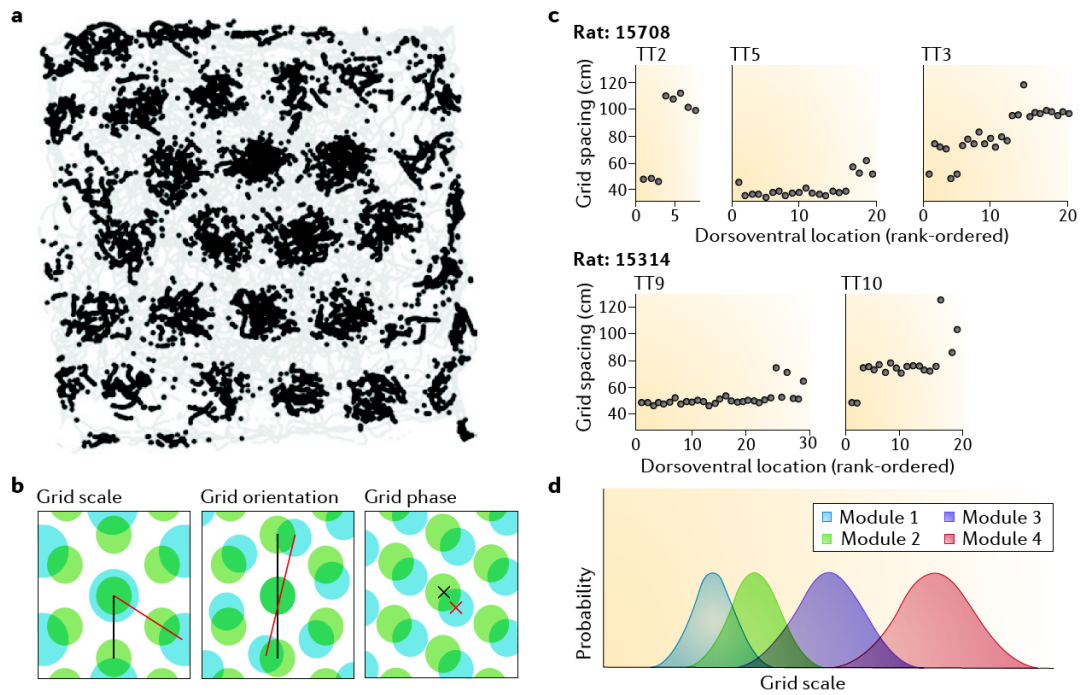 a
b
Grid scale
Grid orientation
Grid phase
c
Rat: 15708
TT2
TT5
TT3
Grid spacing (cm)
120
100
80
60
40
0
5
0
10
20
0
10
20
Dorsoventral location (rank-ordered)
Rat: 15314
TT9
TT10
Grid spacing (cm)
120
100
80
60
40
0
10
20
30
0
10
20
Dorsoventral location (rank-ordered)
d
Probability
Module 1
Module 3
Module 2
Module 4
Grid scale